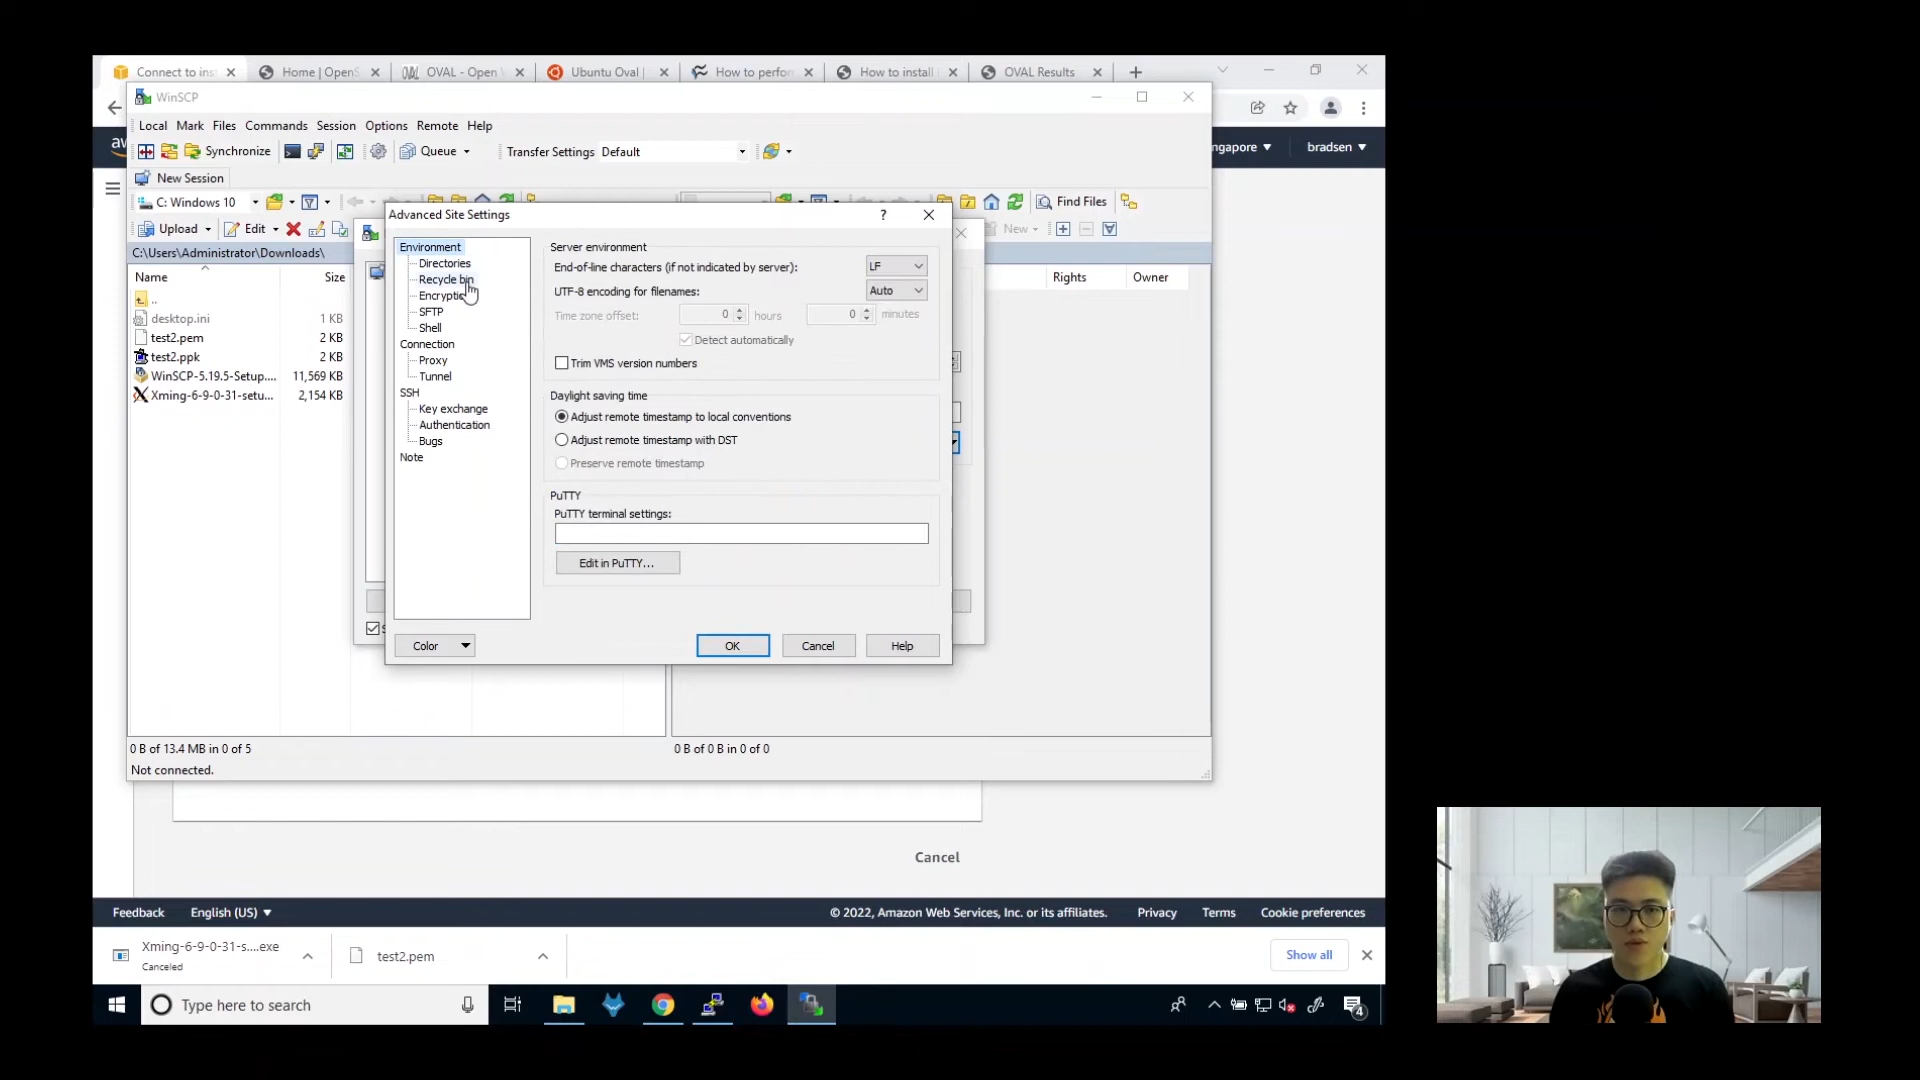 Connect to ins
Home | OpenS
OVAL - Open
Ubuntu Oval |
How to perfor
How to install
OVAL Results
WinSCP
Local Mark Files Commands Session Options Remote Help
Synchronize
Queue
Transfer Settings Default
ngapore
bradsen
New Session
C: Windows 10
Find Files
Upload
Edit
New
C:\Users\Administrator\Downloads\
Name Size
Rights Owner
..
desktop.ini 1 KB
test2.pem 2 KB
test2.ppk 2 KB
WinSCP-5.19.5-Setup.... 11,569 KB
Xming-6-9-0-31-setu... 2,154 KB
Advanced Site Settings
?
Environment
Directories
Recycle bin
Encryptio
SFTP
Shell
Connection
Proxy
Tunnel
SSH
Key exchange
Authentication
Bugs
Note
Server environment
End-of-line characters (if not indicated by server): LF
UTF-8 encoding for filenames: Auto
Time zone offset: 0 hours 0 minutes
Detect automatically
Trim VMS version numbers
Daylight saving time
Adjust remote timestamp to local conventions
Adjust remote timestamp with DST
Preserve remote timestamp
PuTTY
PuTTY terminal settings:
Edit in PuTTY...
Color OK Cancel Help
0 B of 13.4 MB in 0 of 5
0 B of 0 B in 0 of 0
Not connected.
Cancel
Feedback English (US)
© 2022, Amazon Web Services, Inc. or its affiliates. Privacy Terms Cookie preferences
Xming-6-9-0-31-s....exe
Canceled
test2.pem
Show all
Type here to search
4